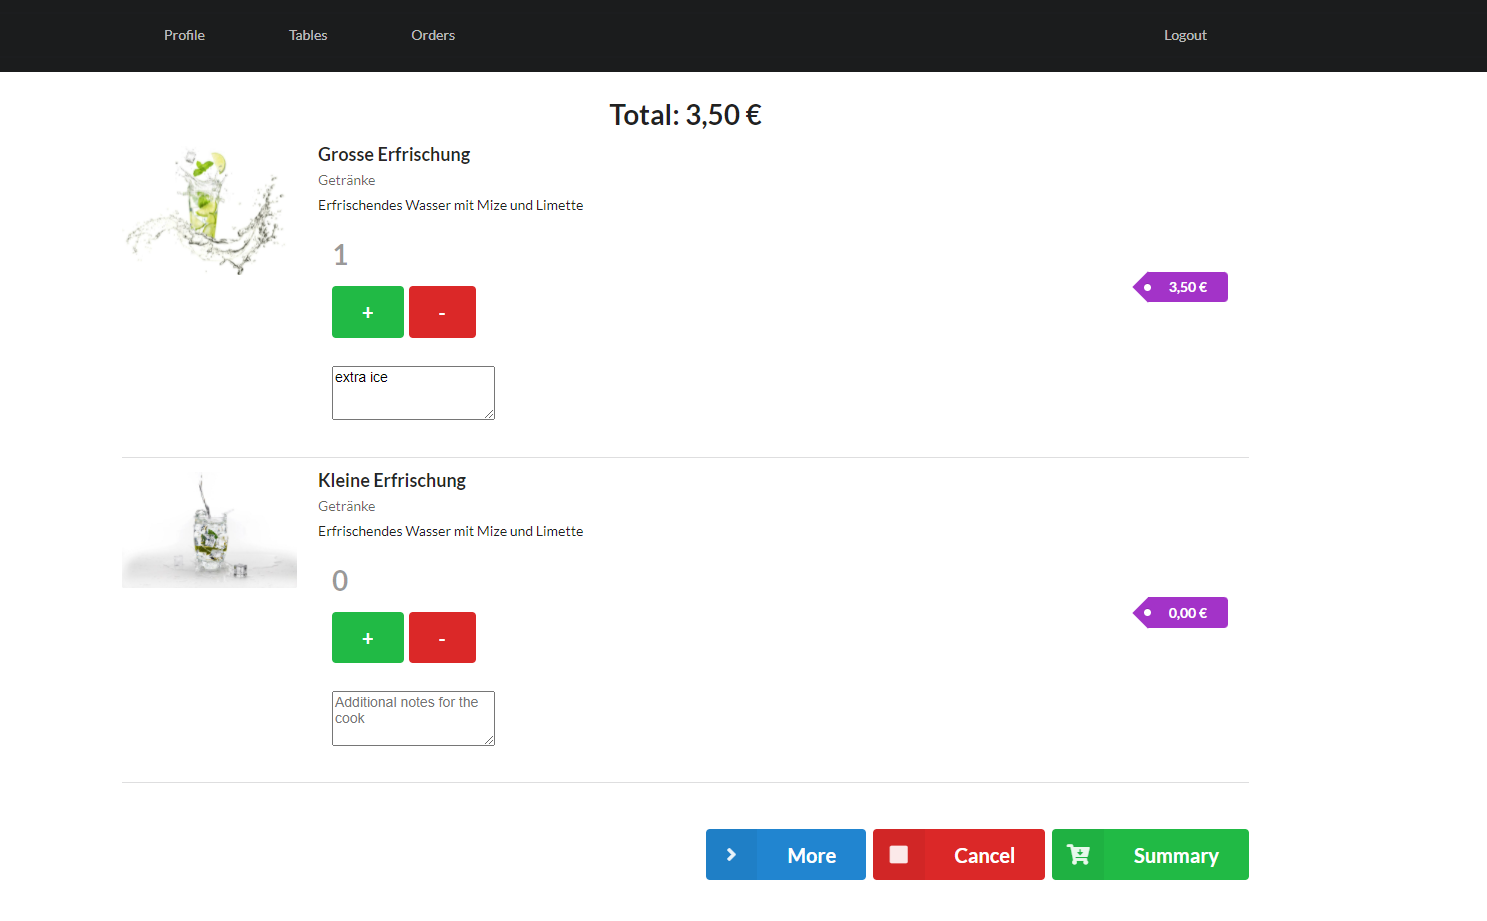 Profile Tables Orders Logout
Total: 3,50 €
Grosse Erfrischung
Getränke
Erfrischendes Wasser mit Mize und Limette
1
3,50 €
+ -
extra ice
Kleine Erfrischung
Getränke
Erfrischendes Wasser mit Mize und Limette
0
0,00 €
+ -
Additional notes for the
cook
More Cancel Summary